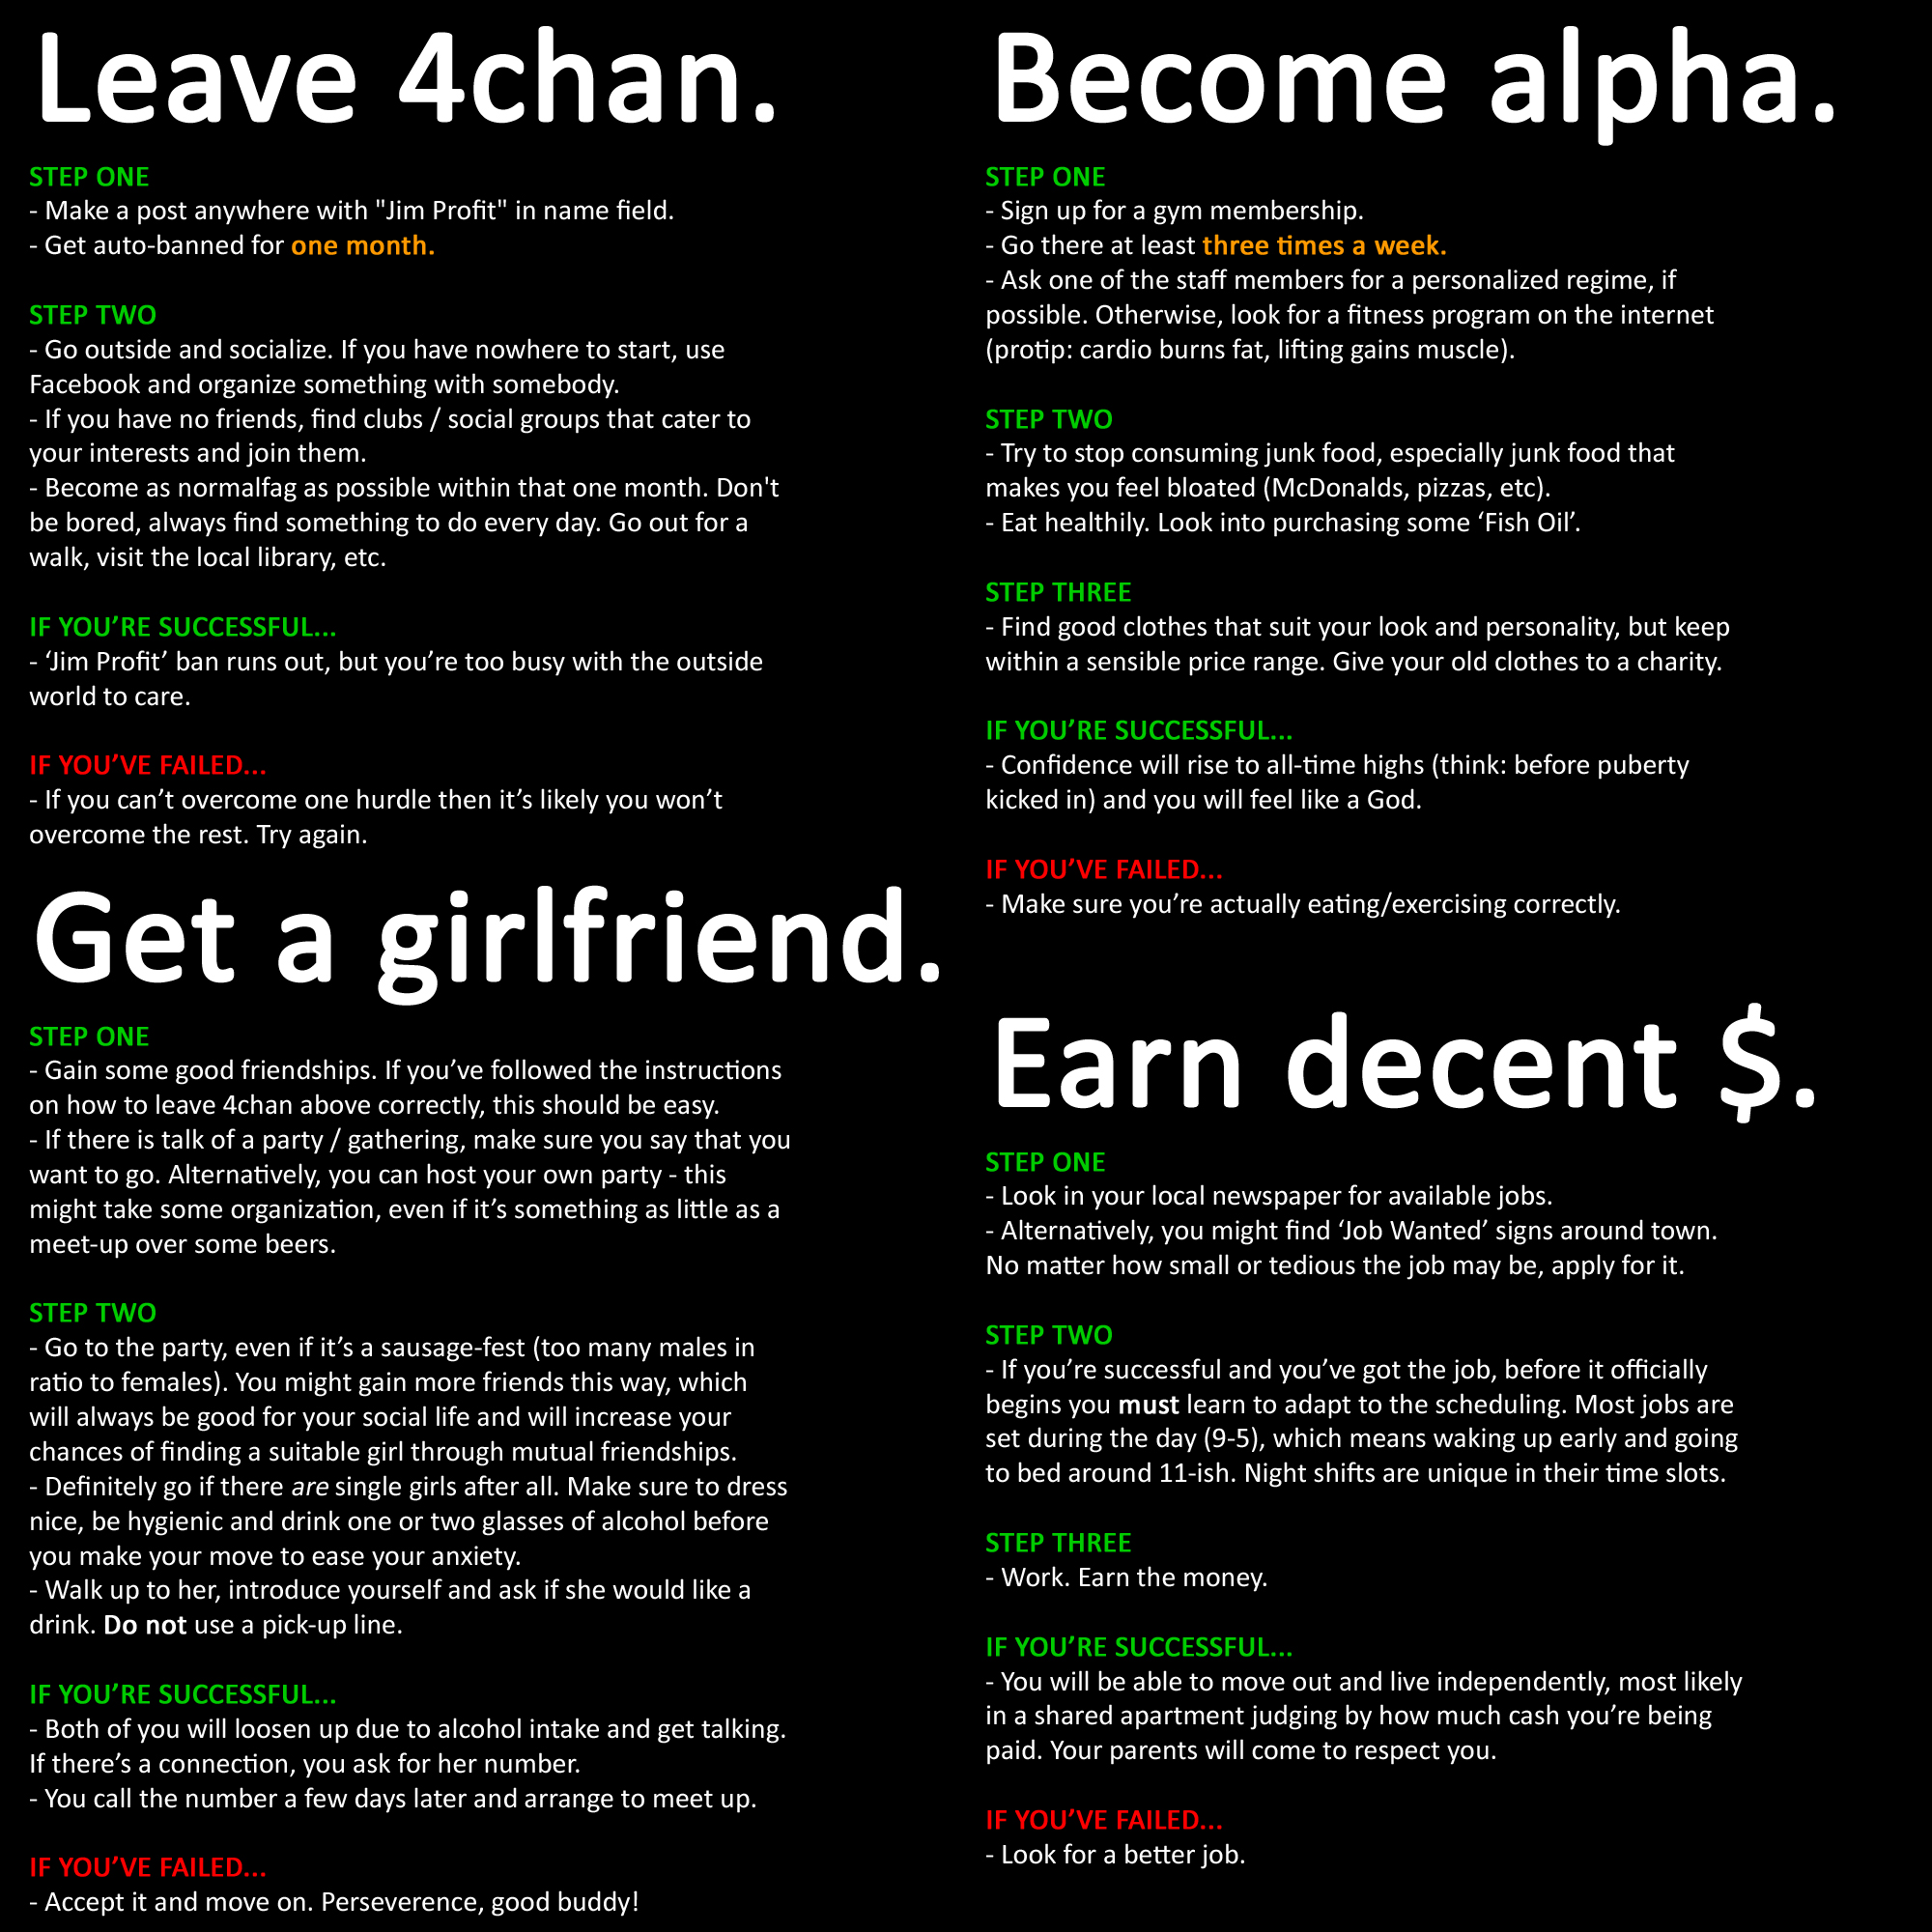 Leave 4chan.
STEP ONE
- Make a post anywhere with "Jim Profit" in name field.
- Get auto-banned for one month.
STEP TWO
- Go outside and socialize. If you have nowhere to start, use
Facebook and organize something with somebody.
- If you have no friends, find clubs / social groups that cater to
your interests and join them.
- Become as normalfag as possible within that one month. Don't
be bored, always find something to do every day. Go out for a
walk, visit the local library, etc.
IF YOU’RE SUCCESSFUL...
- ‘Jim Profit’ ban runs out, but you’re too busy with the outside
world to care.
IF YOU’VE FAILED...
- If you can’t overcome one hurdle then it’s likely you won’t
overcome the rest. Try again.
Get a girlfriend.
STEP ONE
- Gain some good friendships. If you’ve followed the instructions
on how to leave 4chan above correctly, this should be easy.
- If there is talk of a party / gathering, make sure you say that you
want to go. Alternatively, you can host your own party - this
might take some organization, even if it’s something as little as a
meet-up over some beers.
STEP TWO
- Go to the party, even if it’s a sausage-fest (too many males in
ratio to females). You might gain more friends this way, which
will always be good for your social life and will increase your
chances of finding a suitable girl through mutual friendships.
- Definitely go if there are single girls after all. Make sure to dress
nice, be hygienic and drink one or two glasses of alcohol before
you make your move to ease your anxiety.
- Walk up to her, introduce yourself and ask if she would like a
drink. Do not use a pick-up line.
IF YOU’RE SUCCESSFUL...
- Both of you will loosen up due to alcohol intake and get talking.
If there’s a connection, you ask for her number.
- You call the number a few days later and arrange to meet up.
IF YOU’VE FAILED...
- Accept it and move on. Perseverence, good buddy!
Become alpha.
STEP ONE
- Sign up for a gym membership.
- Go there at least three times a week.
- Ask one of the staff members for a personalized regime, if
possible. Otherwise, look for a fitness program on the internet
(protip: cardio burns fat, lifting gains muscle).
STEP TWO
- Try to stop consuming junk food, especially junk food that
makes you feel bloated (McDonalds, pizzas, etc).
- Eat healthily. Look into purchasing some ‘Fish Oil’.
STEP THREE
- Find good clothes that suit your look and personality, but keep
within a sensible price range. Give your old clothes to a charity.
IF YOU’RE SUCCESSFUL...
- Confidence will rise to all-time highs (think: before puberty
kicked in) and you will feel like a God.
IF YOU’VE FAILED...
- Make sure you’re actually eating/exercising correctly.
Earn decent $.
STEP ONE
- Look in your local newspaper for available jobs.
- Alternatively, you might find ‘Job Wanted’ signs around town.
No matter how small or tedious the job may be, apply for it.
STEP TWO
- If you’re successful and you’ve got the job, before it officially
begins you must learn to adapt to the scheduling. Most jobs are
set during the day (9-5), which means waking up early and going
to bed around 11-ish. Night shifts are unique in their time slots.
STEP THREE
- Work. Earn the money.
IF YOU’RE SUCCESSFUL...
- You will be able to move out and live independently, most likely
in a shared apartment judging by how much cash you’re being
paid. Your parents will come to respect you.
IF YOU’VE FAILED...
- Look for a better job.